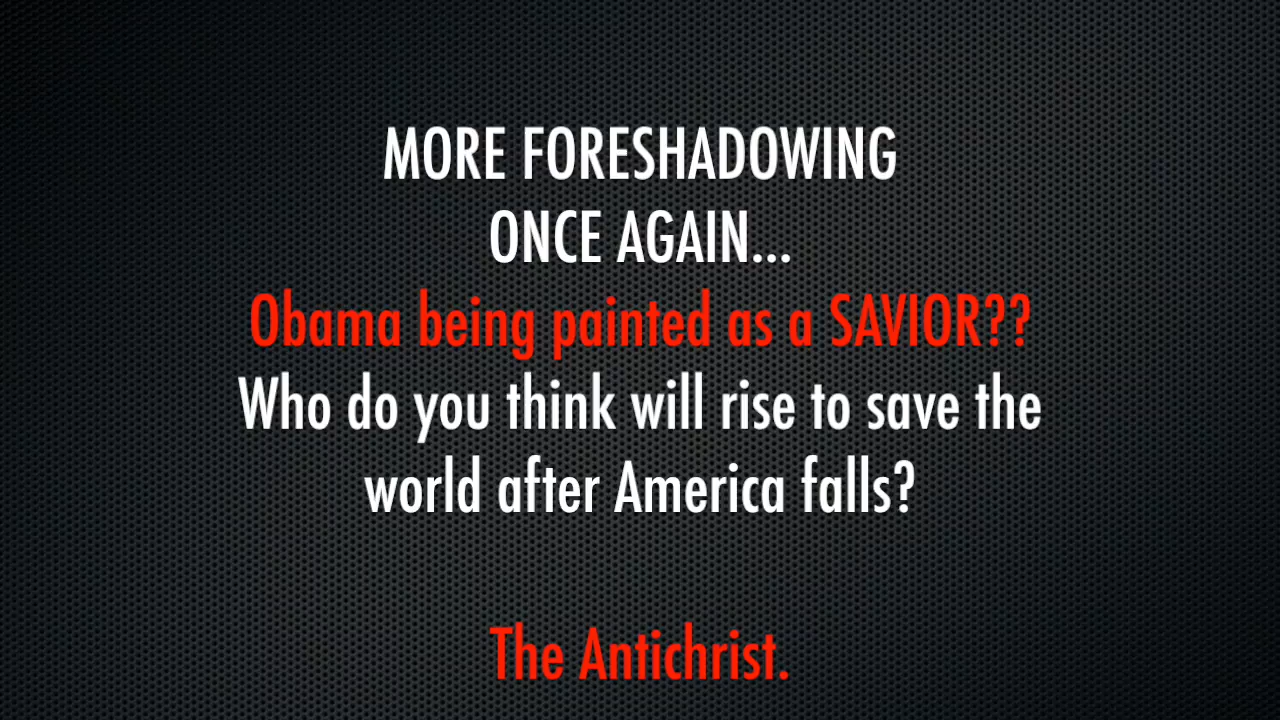 MORE FORESHADOWING
ONCE AGAIN...
Obama being painted as a SAVIOR??
Who do you think will rise to save the
world after America falls?
The Antichrist.